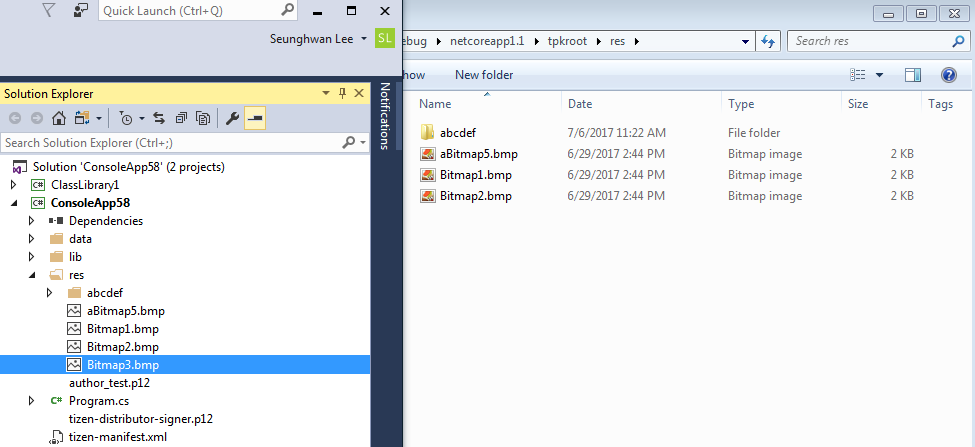 Quick Launch (Ctrl+Q)
Seunghwan Lee
SL
Notifications
Solution Explorer
Search Solution Explorer (Ctrl+;)
Solution 'ConsoleApp58' (2 projects)
C# ClassLibrary1
C# ConsoleApp58
Dependencies
data
lib
res
abcdef
aBitmap5.bmp
Bitmap1.bmp
Bitmap2.bmp
Bitmap3.bmp
author_test.p12
C# Program.cs
tizen-distributor-signer.p12
tizen-manifest.xml
ebug netcoreapp1.1 tpkroot res
Search res
how New folder
Name Date Type Size Tags
abcdef 7/6/2017 11:22 AM File folder
aBitmap5.bmp 6/29/2017 2:44 PM Bitmap image 2 KB
Bitmap1.bmp 6/29/2017 2:44 PM Bitmap image 2 KB
Bitmap2.bmp 6/29/2017 2:44 PM Bitmap image 2 KB